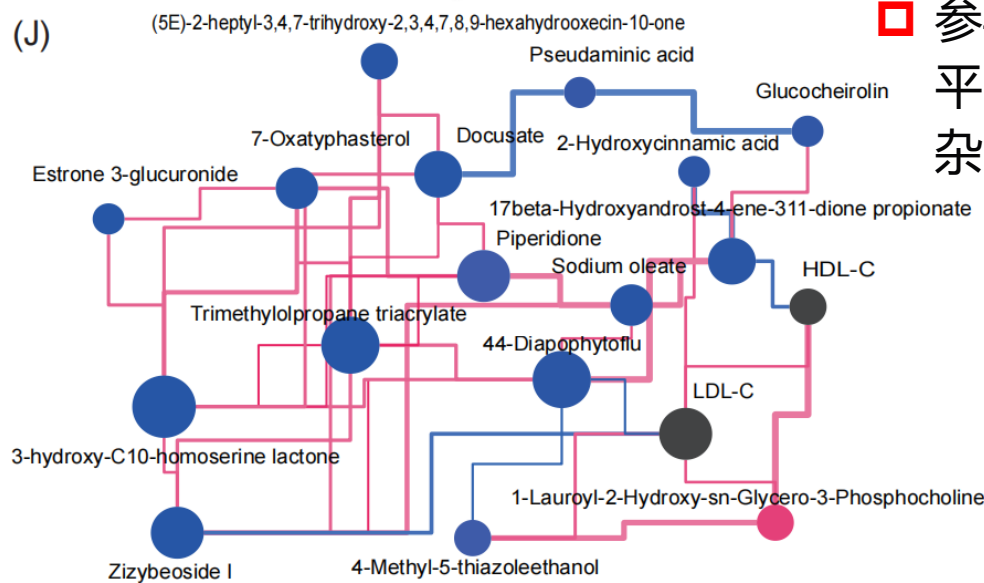 (J)
(5E)-2-heptyl-3,4,7-trihydroxy-2,3,4,7,8,9-hexahydrooxecin-10-one
Pseudaminic acid
Glucocheirolin
7-Oxatyphasterol
Docusate
2-Hydroxycinnamic acid
Estrone 3-glucuronide
17beta-Hydroxyandrost-4-ene-311-dione propionate
Piperidione
Sodium oleate
HDL-C
Trimethylolpropane triacrylate
44-Diapophytoflu
LDL-C
3-hydroxy-C10-homoserine lactone
1-Lauroyl-2-Hydroxy-sn-Glycero-3-Phosphocholine
Zizybeoside I
4-Methyl-5-thiazoleethanol
参
平
杂